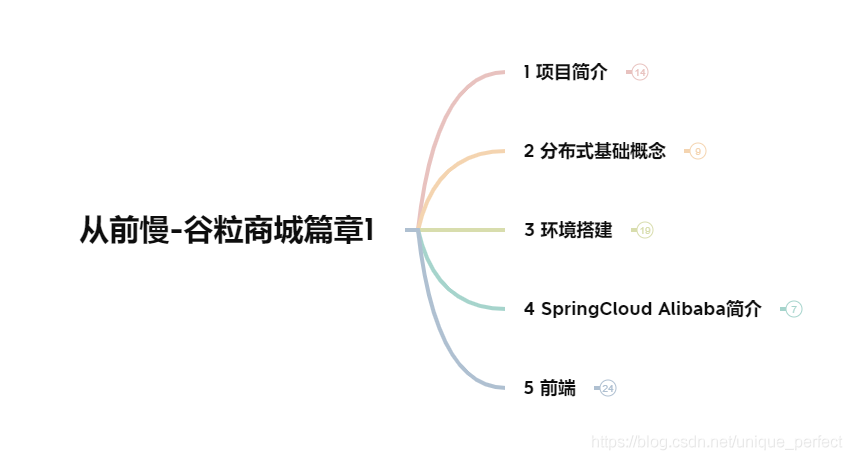 从前慢-谷粒商城篇章1
1 项目简介 14
2 分布式基础概念 9
3 环境搭建 19
4 SpringCloud Alibaba简介 7
5 前端 24
https://blog.csdn.net/unique_perfect